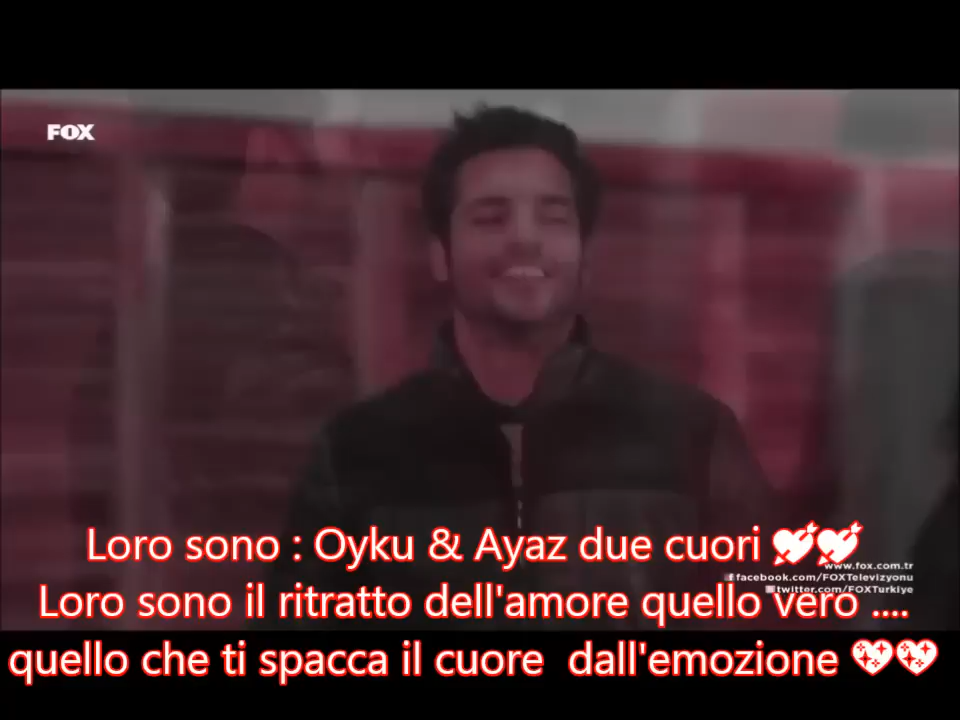 FOX
Loro sono : Oyku & Ayaz due cuori 💘💘
www.fox.com.tr
facebook.com/FOXTelevizyonu
Loro sono il ritratto dell'amore quello vero ....
twitter.com/FOXTurkiye
quello che ti spacca il cuore dall'emozione 💖💖